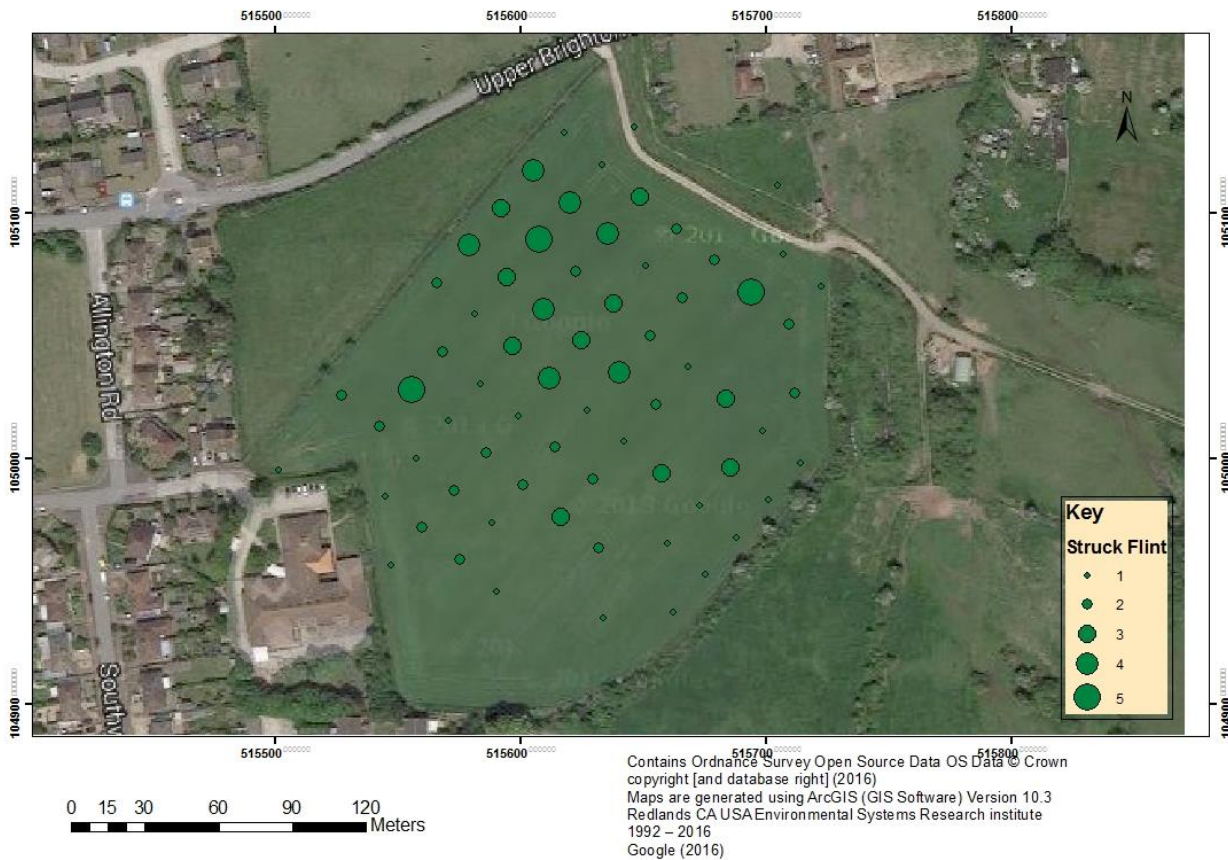 515500 515600 515700 515800
Upper Brighton
N
105100 105100
Allington Rd
105000 105000
Key
Struck Flint
1
2
3
4
5
104900 104900
515500 515600 515700 515800
Contains Ordnance Survey Open Source Data OS Data © Crown
copyright [and database right] (2016)
Maps are generated using ArcGIS (GIS Software) Version 10.3
Redlands CA USA Environmental Systems Research institute
1992 – 2016
Google (2016)
0 15 30 60 90 120
Meters